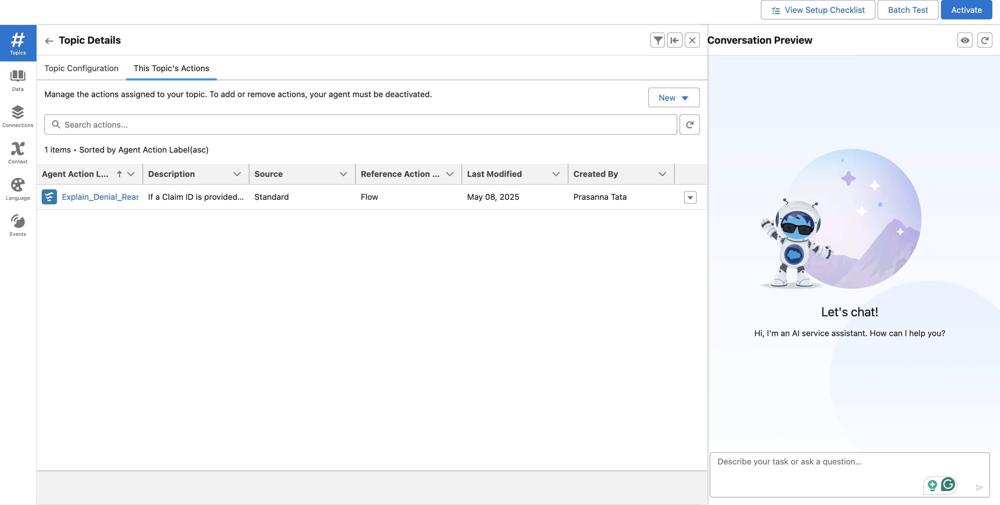 View Setup Checklist
Batch Test
Activate
Topics
Data
Connections
Context
Language
Events
Topic Details
Topic Configuration
This Topic's Actions
Manage the actions assigned to your topic. To add or remove actions, your agent must be deactivated.
New
Search actions...
1 items • Sorted by Agent Action Label(asc)
Agent Action L... Description Source Reference Action ... Last Modified Created By
Explain_Denial_Reas If a Claim ID is provided... Standard Flow May 08, 2025 Prasanna Tata
Conversation Preview
Let's chat!
Hi, I'm an AI service assistant. How can I help you?
Describe your task or ask a question...